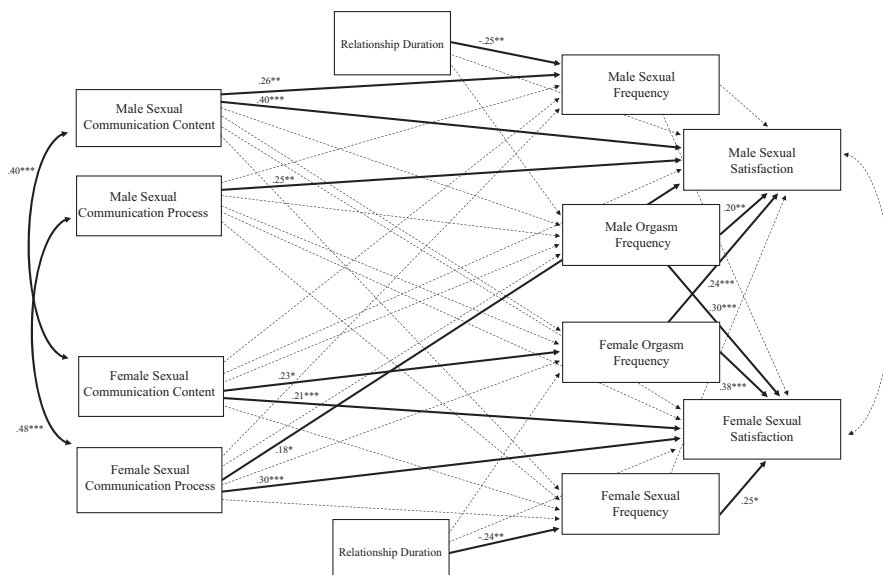 Relationship Duration
-.25**
Male Sexual
Frequency
.26**
.40***
Male Sexual
Communication Content
Male Sexual
Satisfaction
.40***
.25**
Male Sexual
Communication Process
.20**
Male Orgasm
Frequency
.24***
.30***
Female Orgasm
Frequency
Female Sexual
Communication Content
.23*
.21***
.38***
Female Sexual
Satisfaction
.48***
.18*
Female Sexual
Communication Process
.30***
Female Sexual
Frequency
.25*
-.24**
Relationship Duration